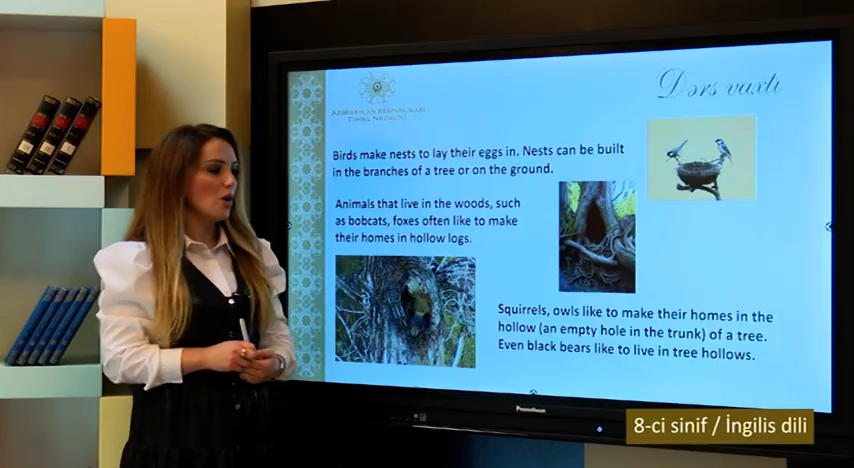 Dərs vaxtı
AZƏRBAYCAN RESPUBLİKASI
TƏHSİL NAZİRLİYİ
Birds make nests to lay their eggs in. Nests can be built
in the branches of a tree or on the ground.
Animals that live in the woods, such
as bobcats, foxes often like to make
their homes in hollow logs.
Squirrels, owls like to make their homes in the
hollow (an empty hole in the trunk) of a tree.
Even black bears like to live in tree hollows.
Promethean
8-ci sinif / İngilis dili